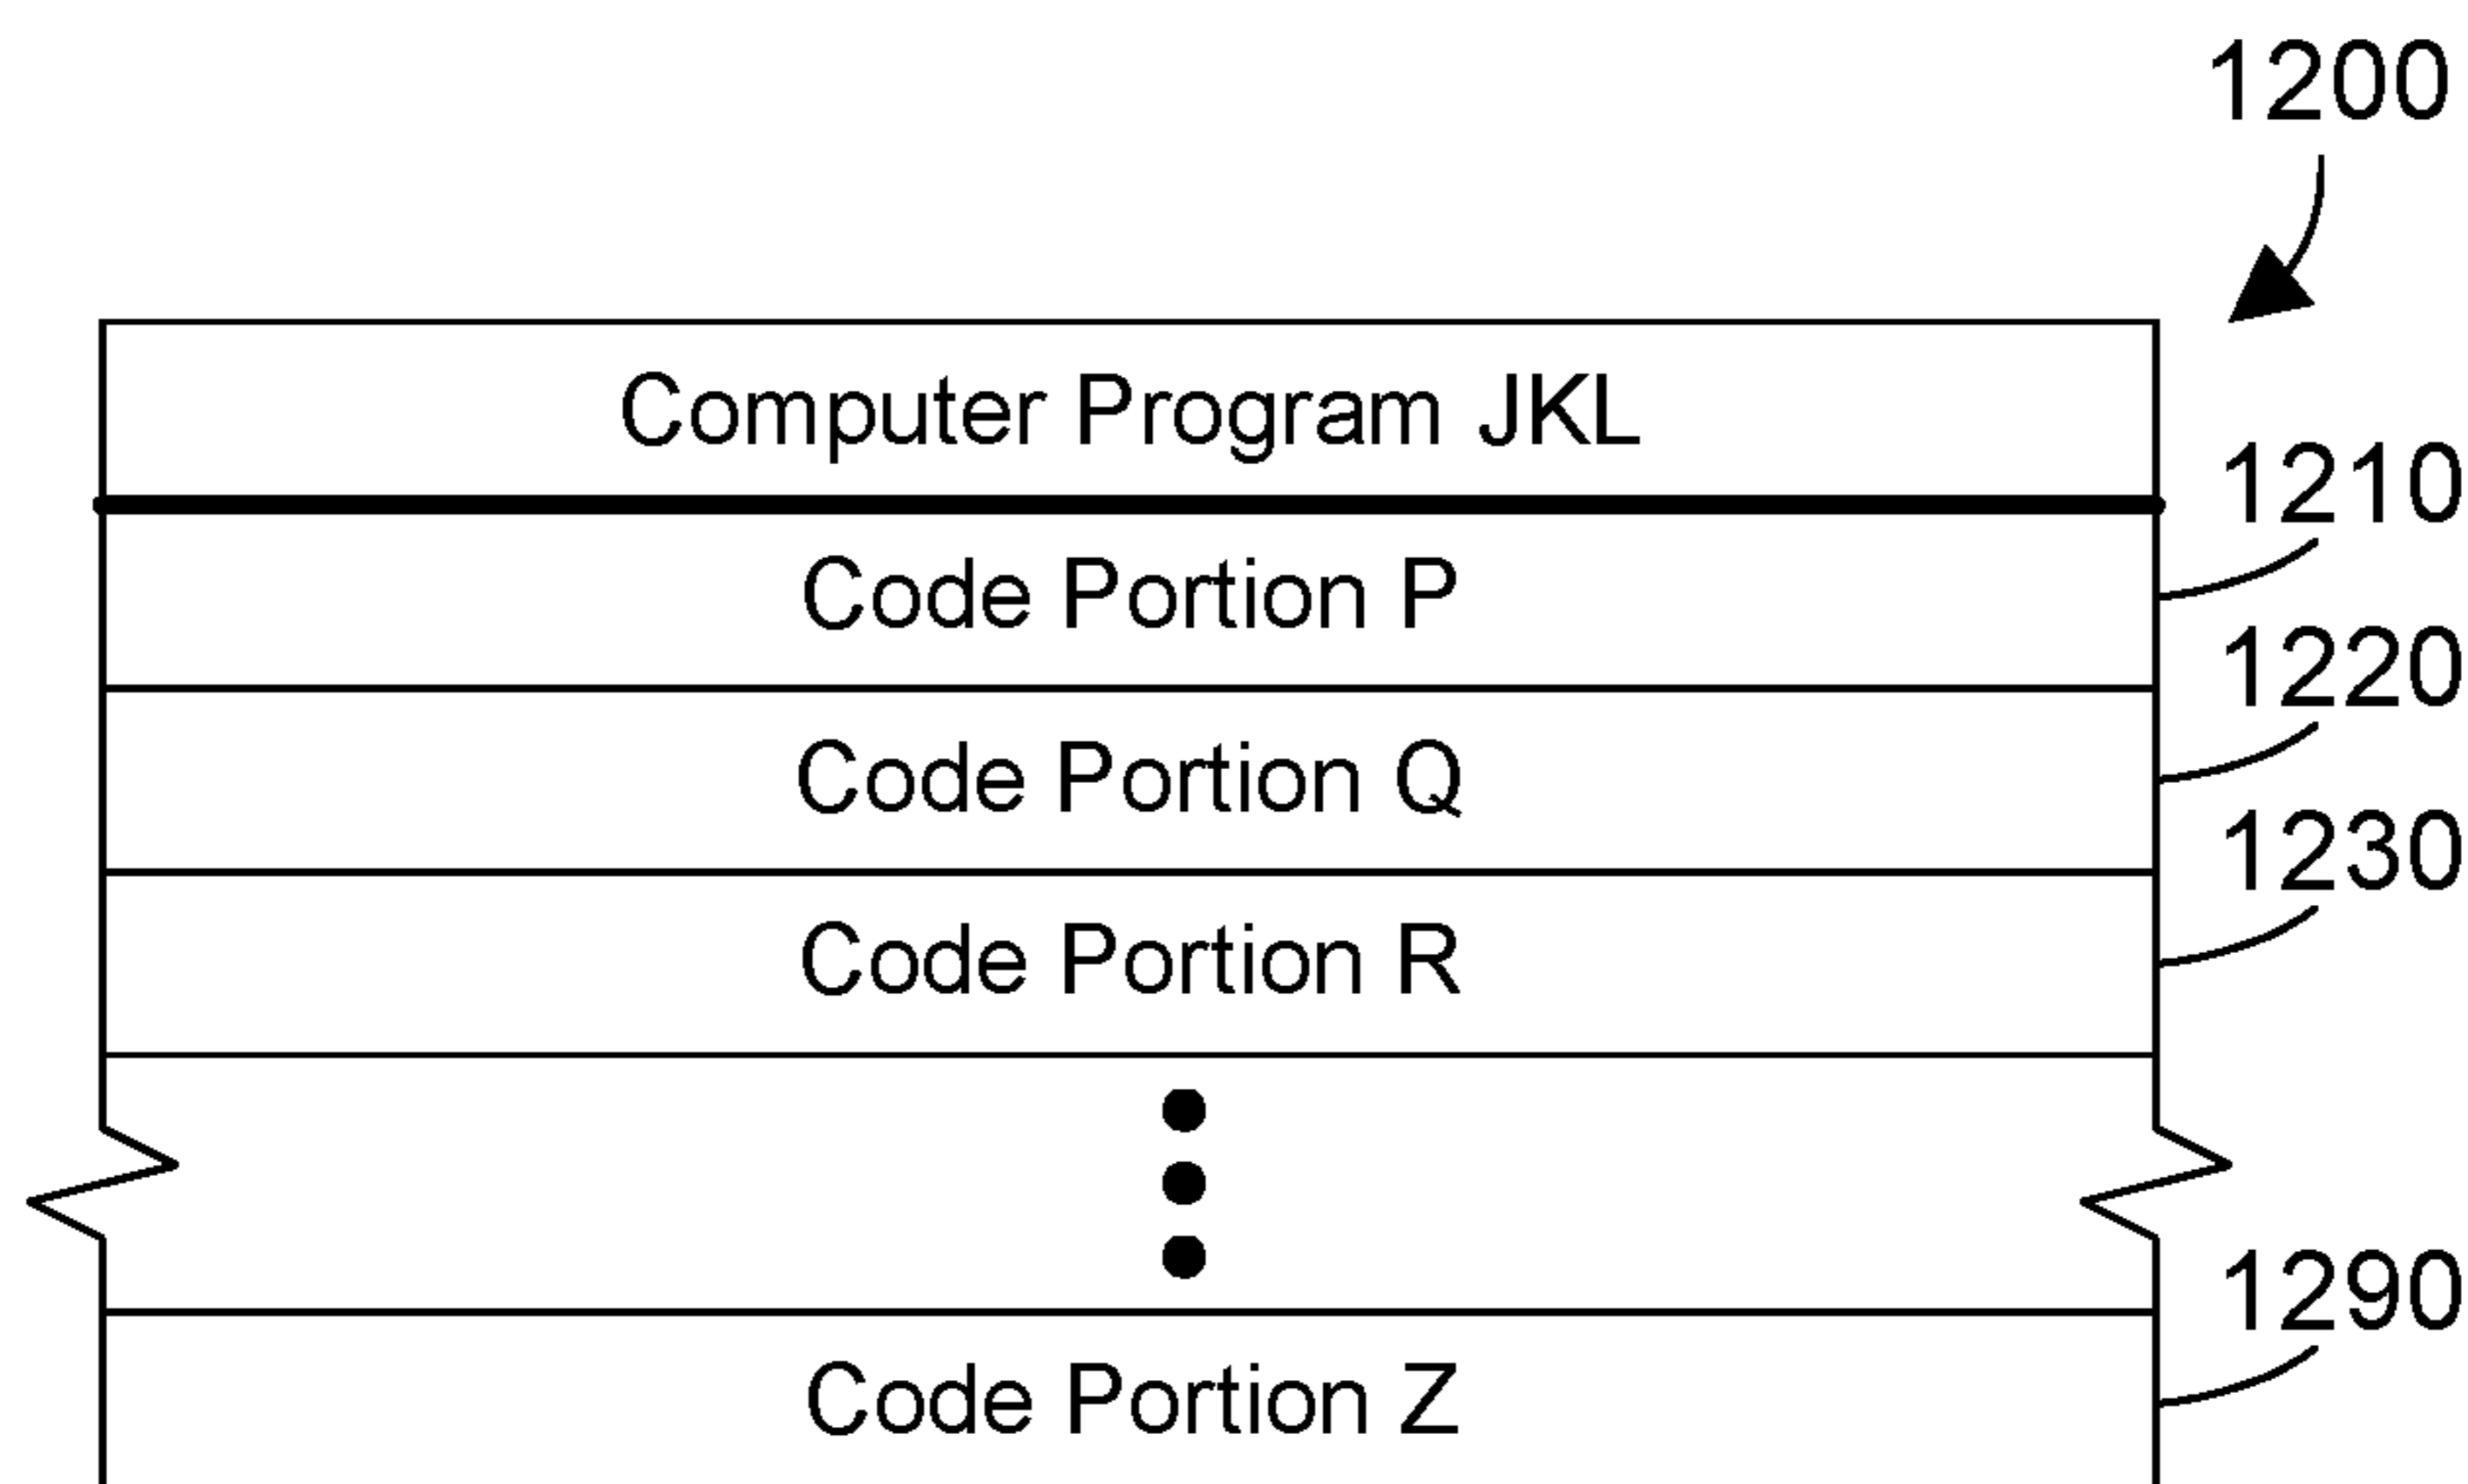 1200
Computer Program JKL
1210
Code Portion P
1220
Code Portion Q
1230
Code Portion R
1290
Code Portion Z